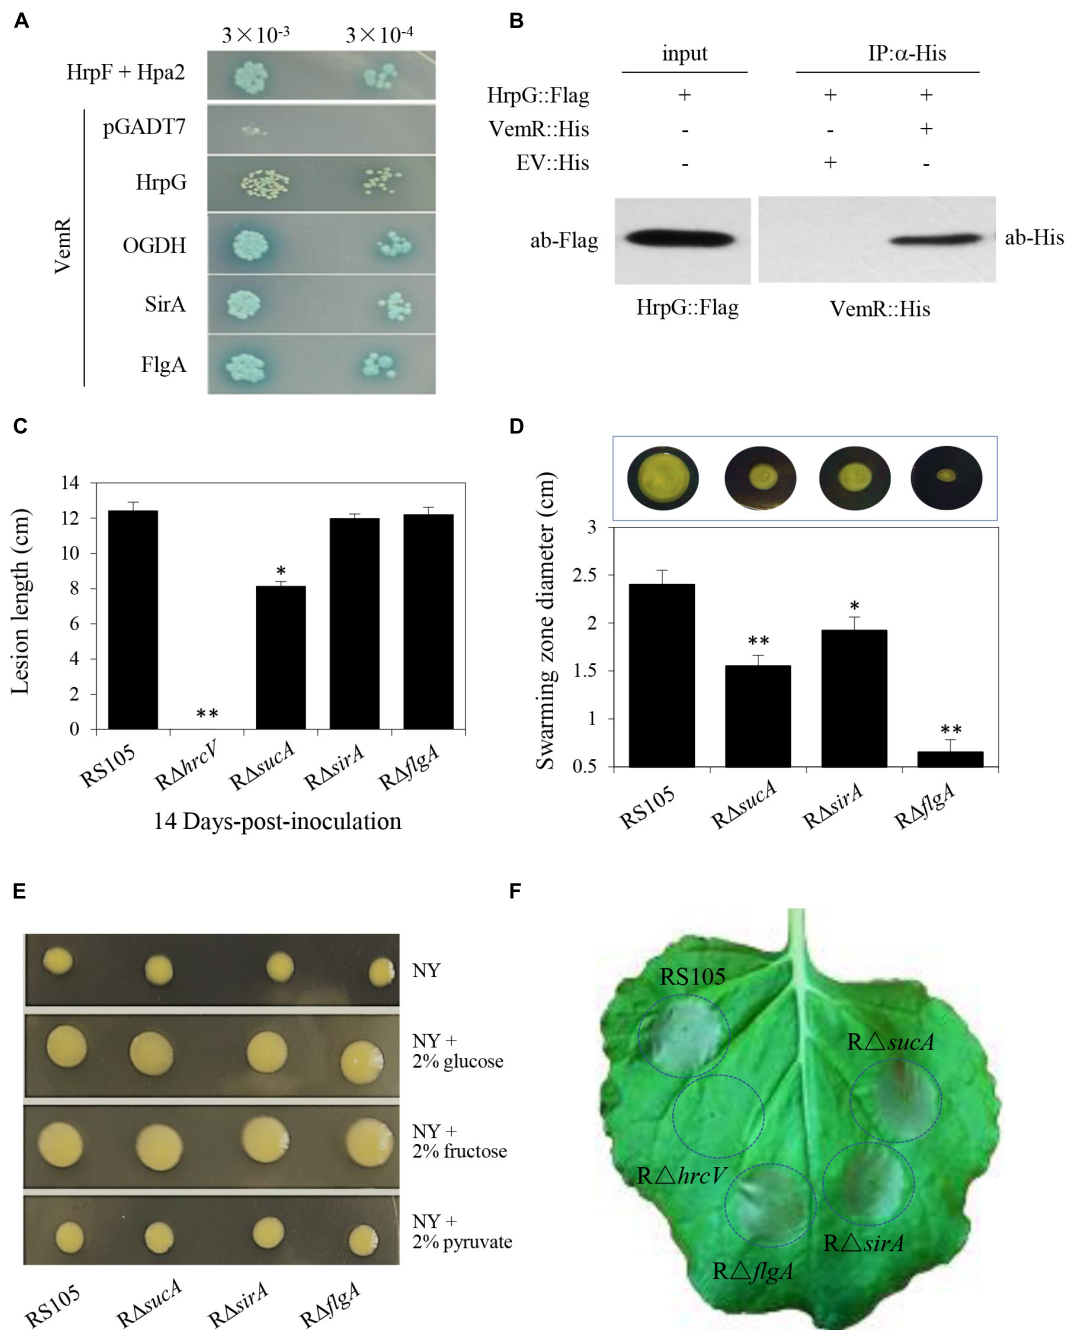 A
3×10-3 3×10-4
HrpF + Hpa2
pGADT7
HrpG
OGDH
SirA
FlgA
VemR
B
input IP:α-His
HrpG::Flag + + +
VemR::His - - +
EV::His - + -
ab-Flag ab-His
HrpG::Flag VemR::His
C
Lesion length (cm)
14
12
10
8
6
4
2
0
** *
RS105 RΔhrcV RΔsucA RΔsirA RΔflgA
14 Days-post-inoculation
D
Swarming zone diameter (cm)
3
2.5
2
1.5
1
0.5
** * **
RS105 RΔsucA RΔsirA RΔflgA
E
NY
NY +
2% glucose
NY +
2% fructose
NY +
2% pyruvate
RS105 RΔsucA RΔsirA RΔflgA
F
RS105
R△sucA
R△hrcV
R△sirA
R△flgA